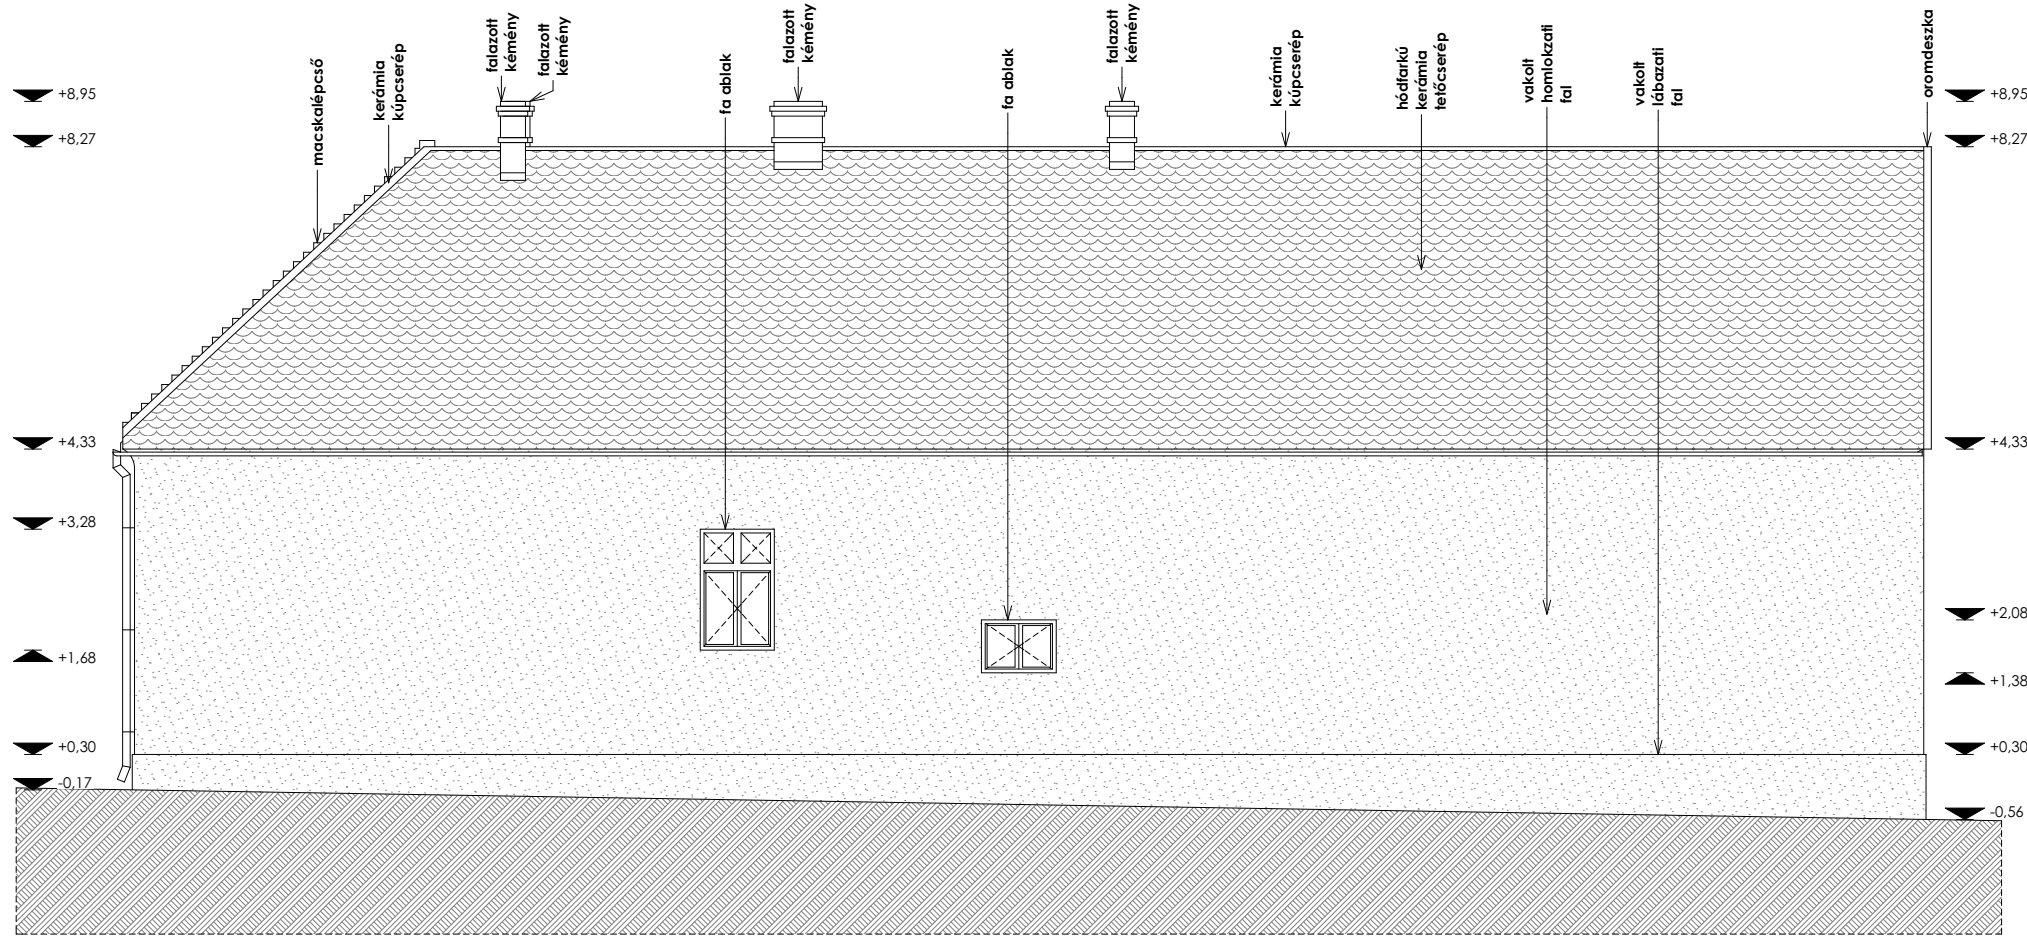 macskalépcső
kerámia
kúpcserép
falazott
kémény
falazott
kémény
fa ablak
falazott
kémény
fa ablak
falazott
kémény
kerámia
kúpcserép
hódfarkú
kerámia
tetőcserép
vakolt
homlokzati
fal
vakolt
lábazati
fal
oromdeszka
+8,95
+8,27
+4,33
+3,28
+1,68
+0,30
-0,17
+8,95
+8,27
+4,33
+2,08
+1,38
+0,30
-0,56